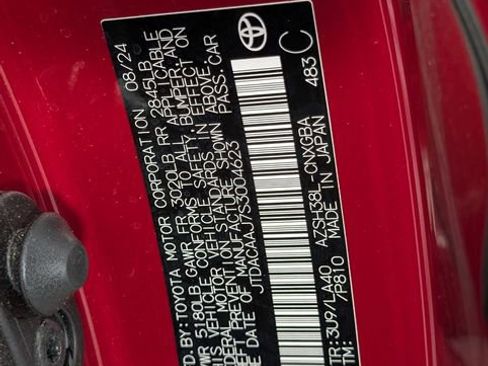 MFD.BY:TOYOTA MOTOR CORPORATION 08/24
GVWR 5180LB GAWR FR 3020LB RR 2845LB
THIS VEHICLE CONFORMS TO ALL APPLICABLE
FEDERAL MOTOR VEHICLE SAFETY, BUMPER, AND
THEFT PREVENTION STANDARDS IN EFFECT ON
THE DATE OF MANUFACTURE SHOWN ABOVE.
JTDACAAJ7S3004623 PASS. CAR
C
AZSH38L-CNXGBA 483
TR:3U9/LA40 MADE IN JAPAN
TM: /P810